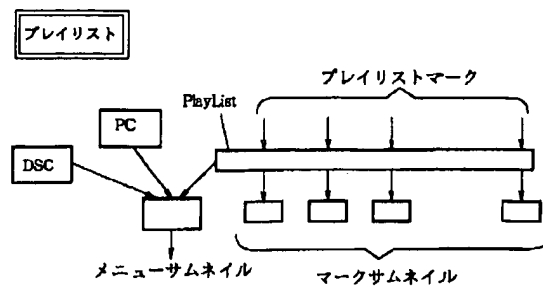 プレイリスト
プレイリストマーク
PlayList
PC
DSC
メニューサムネイル
マークサムネイル